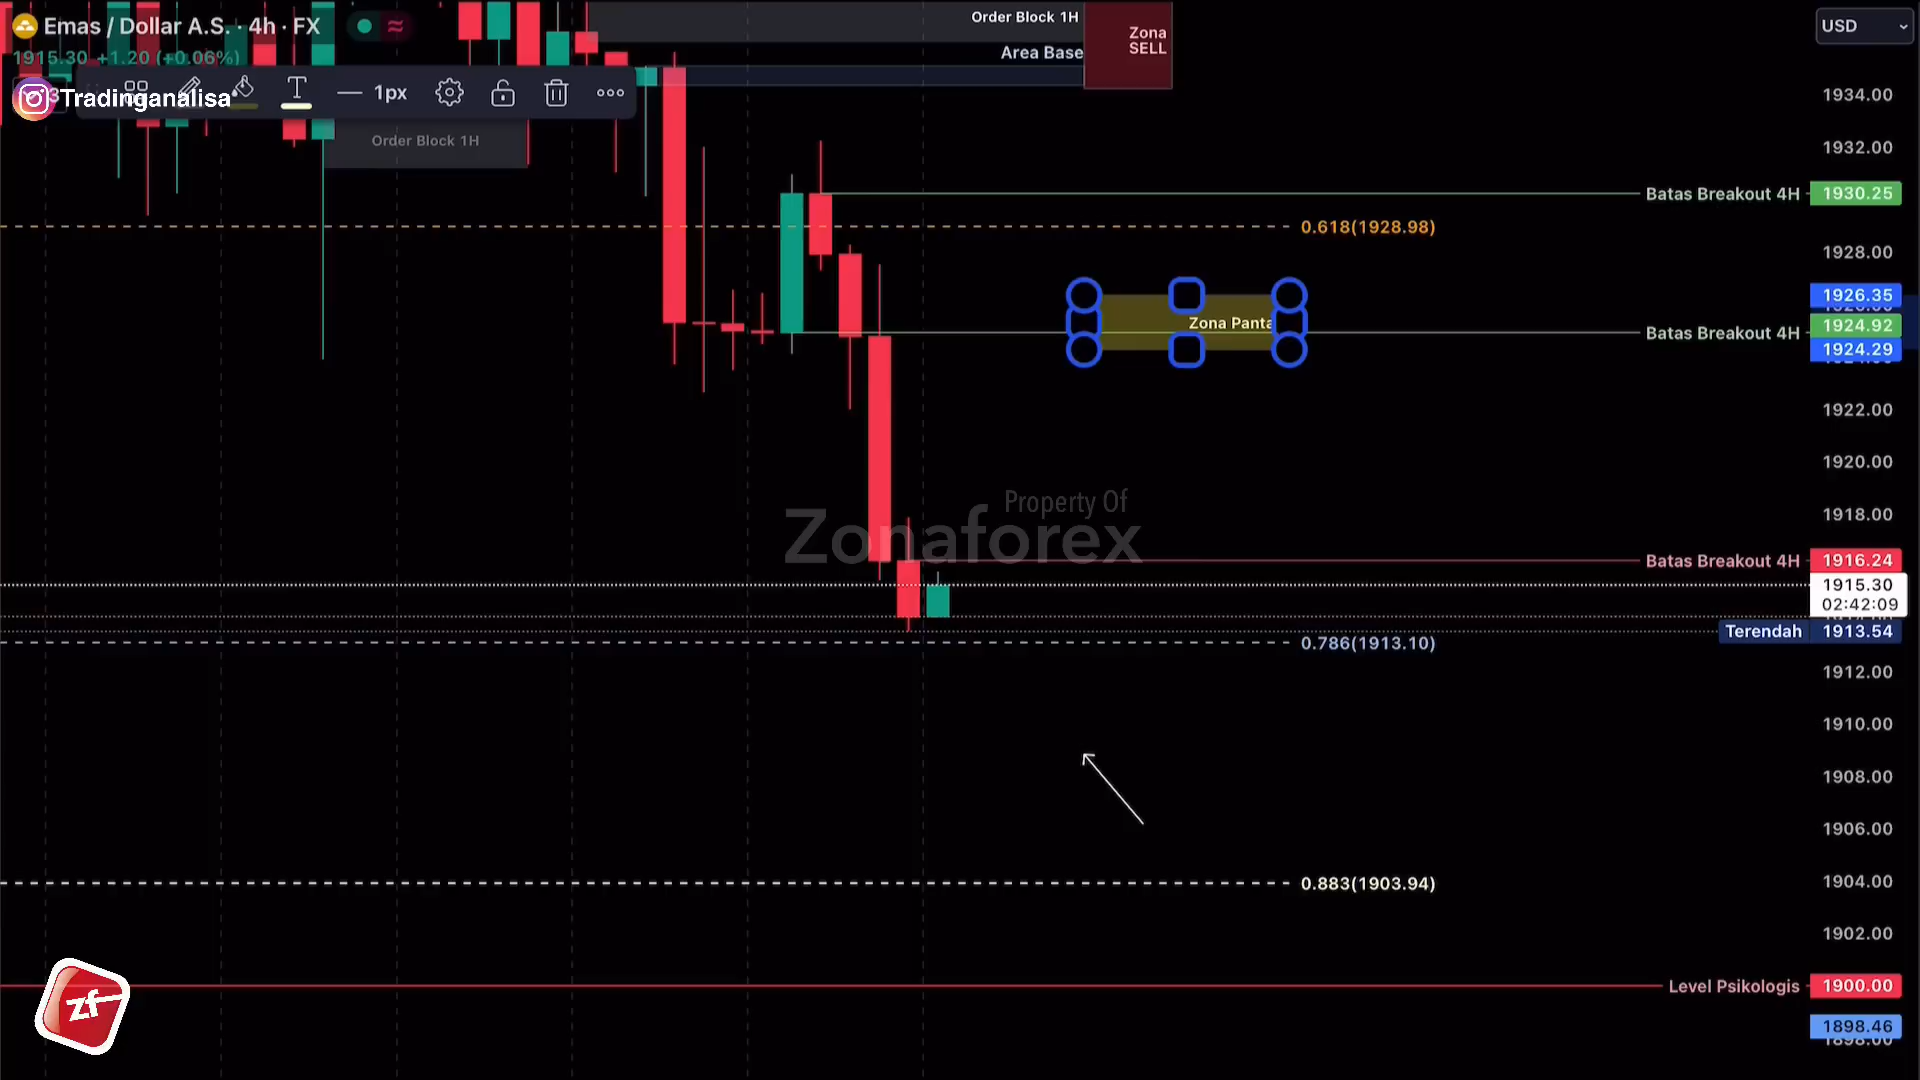 Emas / Dollar A.S. · 4h · FX
1915.30 +1.20 (+0.06%)
Tradinganalisa
1px
Order Block 1H
Area Base
Zona
SELL
Order Block 1H
USD
1934.00
1932.00
Batas Breakout 4H 1930.25
0.618(1928.98)
1928.00
1926.35
Zona Panta
1924.92
Batas Breakout 4H
1924.29
1922.00
1920.00
1918.00
Property Of
Zonaforex
Batas Breakout 4H 1916.24
1915.30
02:42:09
Terendah 1913.54
0.786(1913.10)
1912.00
1910.00
1908.00
1906.00
0.883(1903.94)
1904.00
1902.00
Level Psikologis 1900.00
zf
1898.46
1898.00